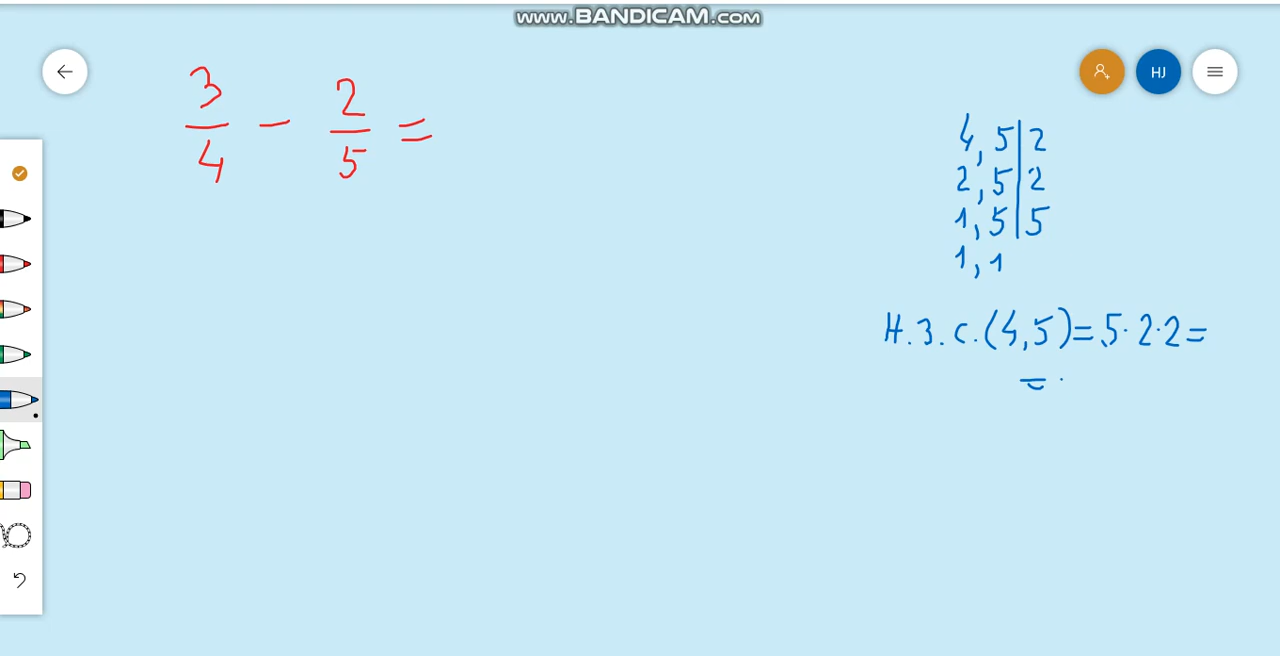 www.BANDICAM.com
HJ
3/4 - 2/5 =
4, 5 | 2
2, 5 | 2
1, 5 | 5
1, 1
Н.З.С.(4,5)=5·2·2=
=